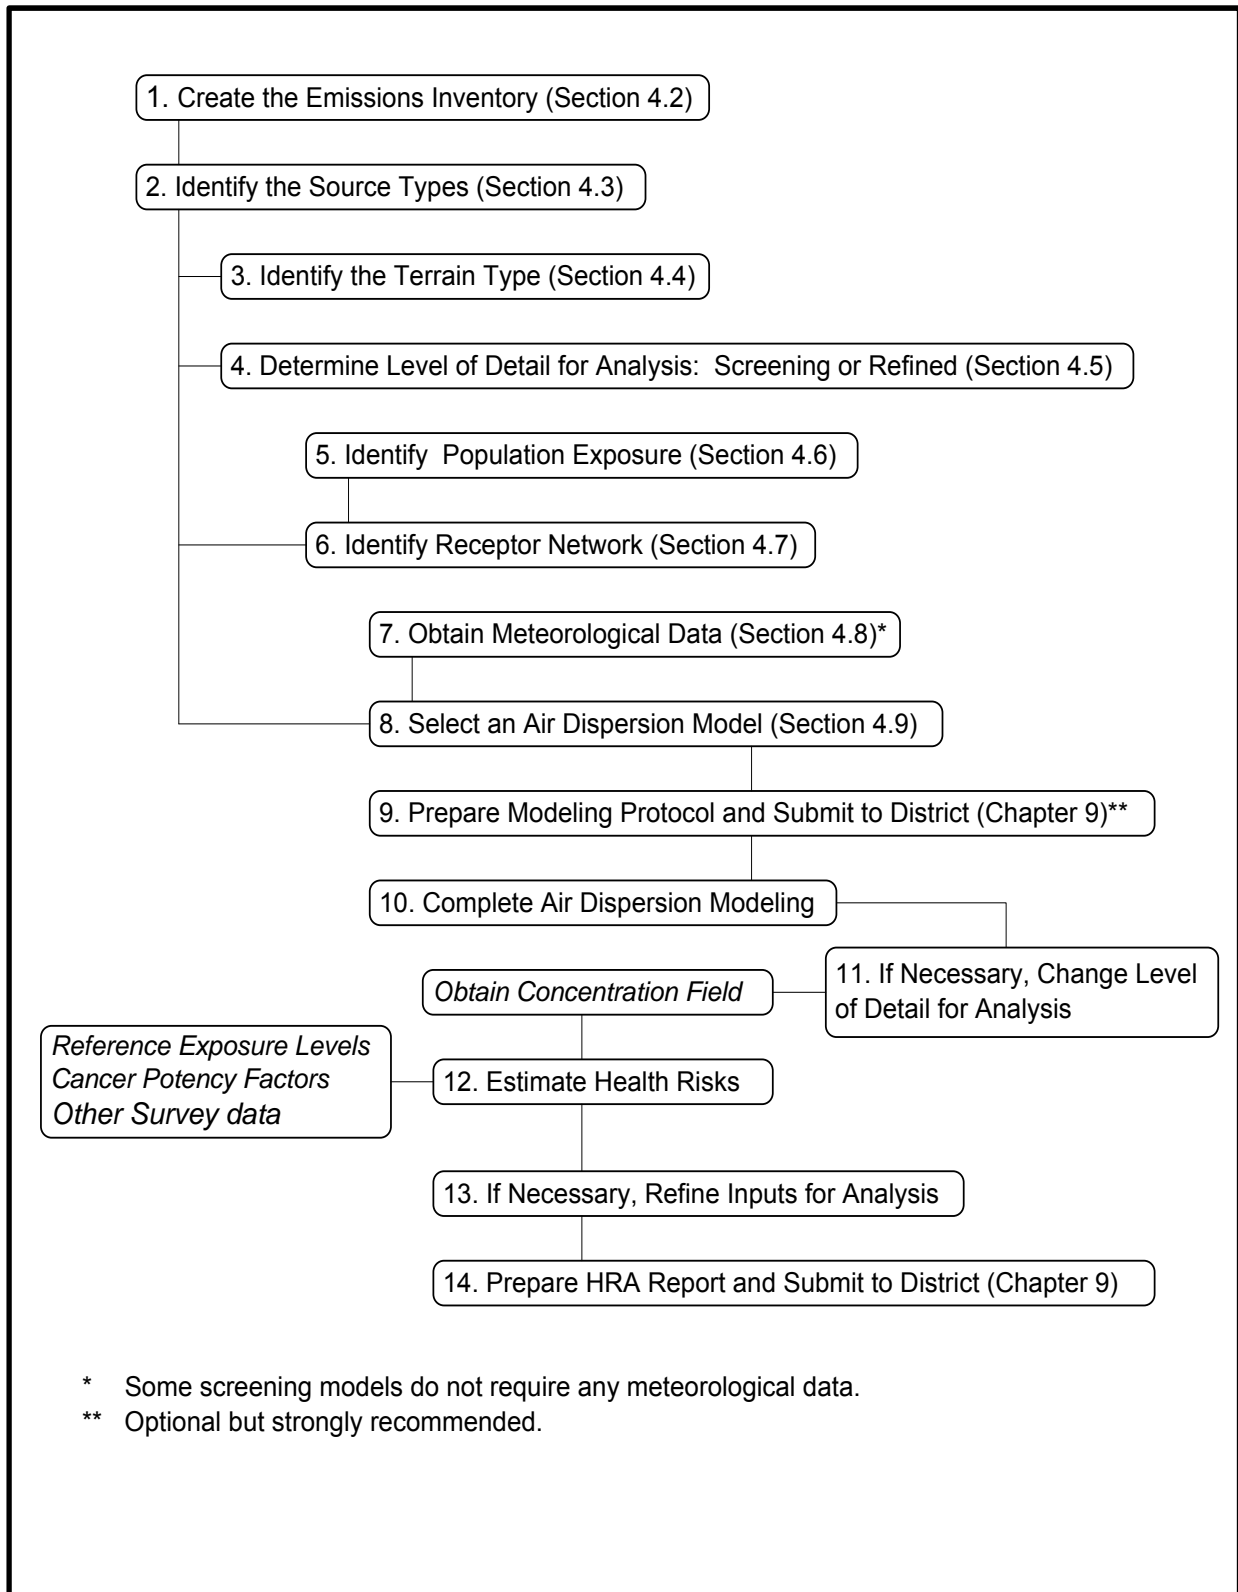 1. Create the Emissions Inventory (Section 4.2)
2. Identify the Source Types (Section 4.3)
3. Identify the Terrain Type (Section 4.4)
4. Determine Level of Detail for Analysis:  Screening or Refined (Section 4.5)
5. Identify  Population Exposure (Section 4.6)
6. Identify Receptor Network (Section 4.7)
7. Obtain Meteorological Data (Section 4.8)*
8. Select an Air Dispersion Model (Section 4.9)
9. Prepare Modeling Protocol and Submit to District (Chapter 9)**
10. Complete Air Dispersion Modeling
11. If Necessary, Change Level
of Detail for Analysis
Obtain Concentration Field
Reference Exposure Levels
Cancer Potency Factors
Other Survey data
12. Estimate Health Risks
13. If Necessary, Refine Inputs for Analysis
14. Prepare HRA Report and Submit to District (Chapter 9)
* Some screening models do not require any meteorological data.
** Optional but strongly recommended.